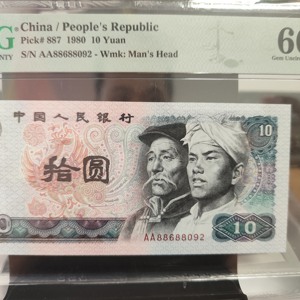 China / People's Republic
Pick# 887 1980 10 Yuan
S/N AA88688092 - Wmk: Man's Head
中国人民银行
10
拾圆
AA88688092
10